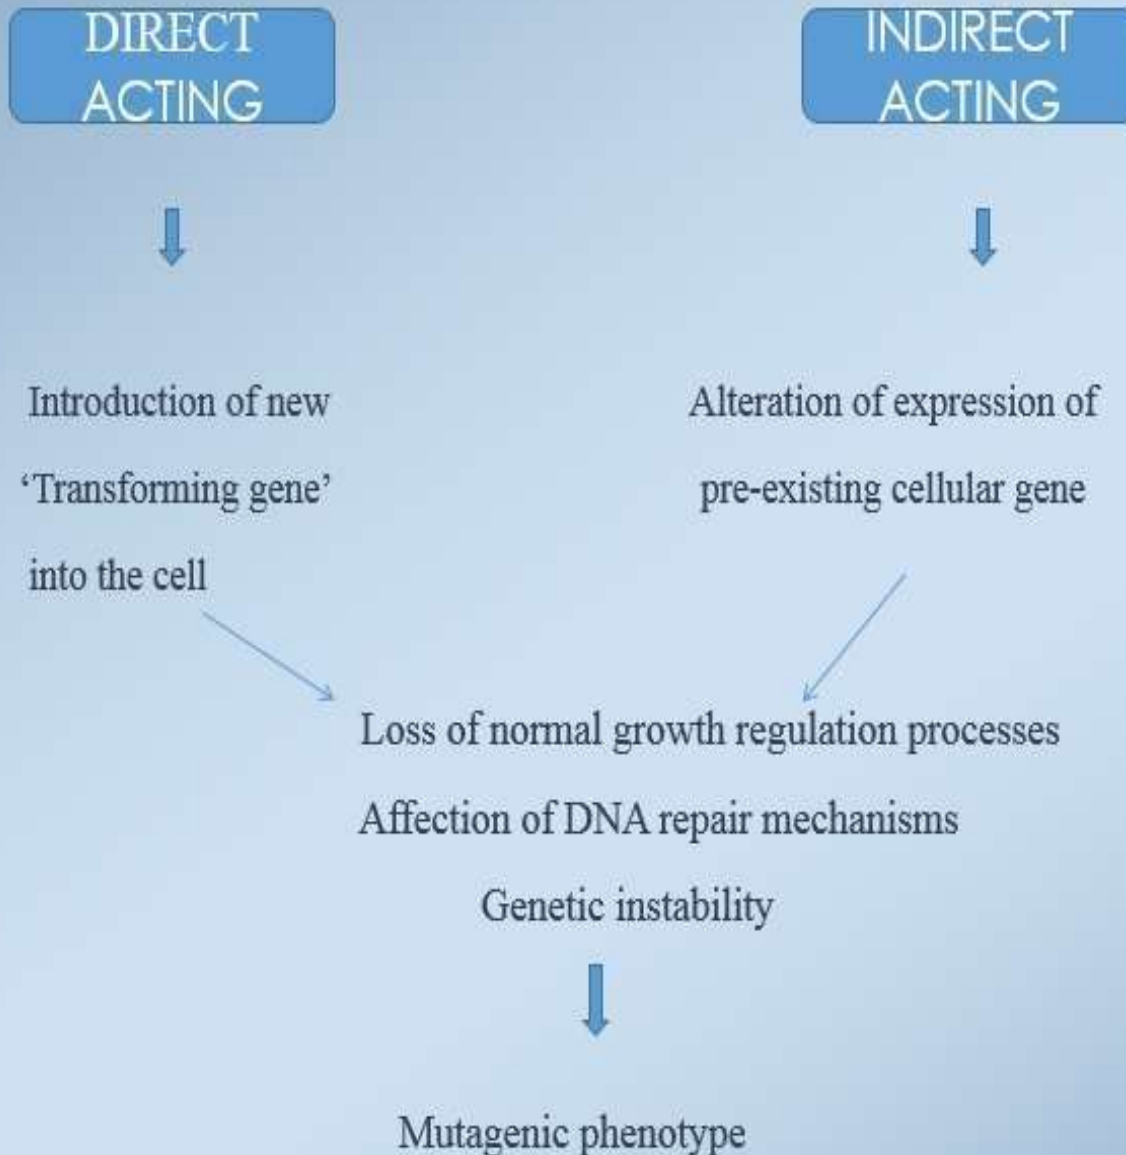 DIRECT
ACTING
INDIRECT
ACTING
Introduction of new
‘Transforming gene’
into the cell
Alteration of expression of
pre-existing cellular gene
Loss of normal growth regulation processes
Affection of DNA repair mechanisms
Genetic instability
Mutagenic phenotype